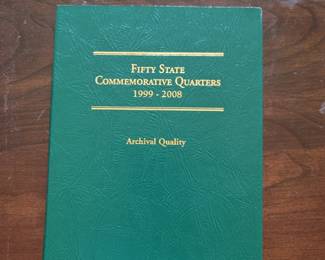 Fifty State
Commemorative Quarters
1999 - 2008
Archival Quality